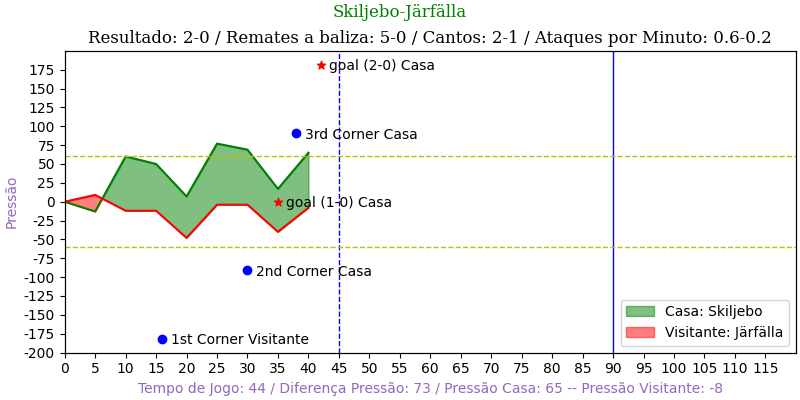 Skiljebo-Järfälla
Resultado: 2-0 / Remates a baliza: 5-0 / Cantos: 2-1 / Ataques por Minuto: 0.6-0.2
Pressão
175
150
125
100
75
50
25
0
-25
-50
-75
-100
-125
-150
-175
-200
goal (2-0) Casa
3rd Corner Casa
goal (1-0) Casa
2nd Corner Casa
1st Corner Visitante
Casa: Skiljebo
Visitante: Järfälla
0 5 10 15 20 25 30 35 40 45 50 55 60 65 70 75 80 85 90 95 100 105 110 115
Tempo de Jogo: 44 / Diferença Pressão: 73 / Pressão Casa: 65 -- Pressão Visitante: -8